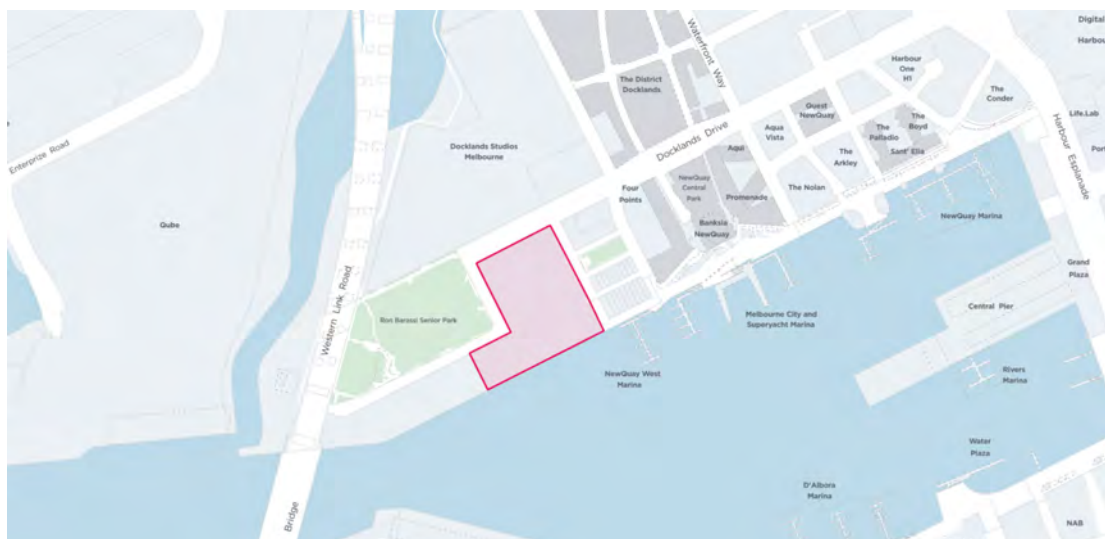 Digital
Harbou
Waterfront Way
Harbour
One
H1
The District
Docklands
The
Conder
Enterprize Road
Guest
NewQuay
Life.Lab
The
Boyd
Aqua
Vista
The
Palladio
Docklands Drive
Docklands Studios
Melbourne
Aqui
The
Arkley
Sant' Elia
Port
Harbour Esplanade
Four
Points
NewQuay
Central
Park
The Nolan
Promenade
Qube
Banksia
NewQuay
NewQuay Marina
Grand
Plaza
Western Link Road
Ron Barassi Senior Park
Central Pier
Melbourne City and
Superyacht Marina
NewQuay West
Marina
Rivers
Marina
Water
Plaza
D'Albora
Marina
Bridge
NAB